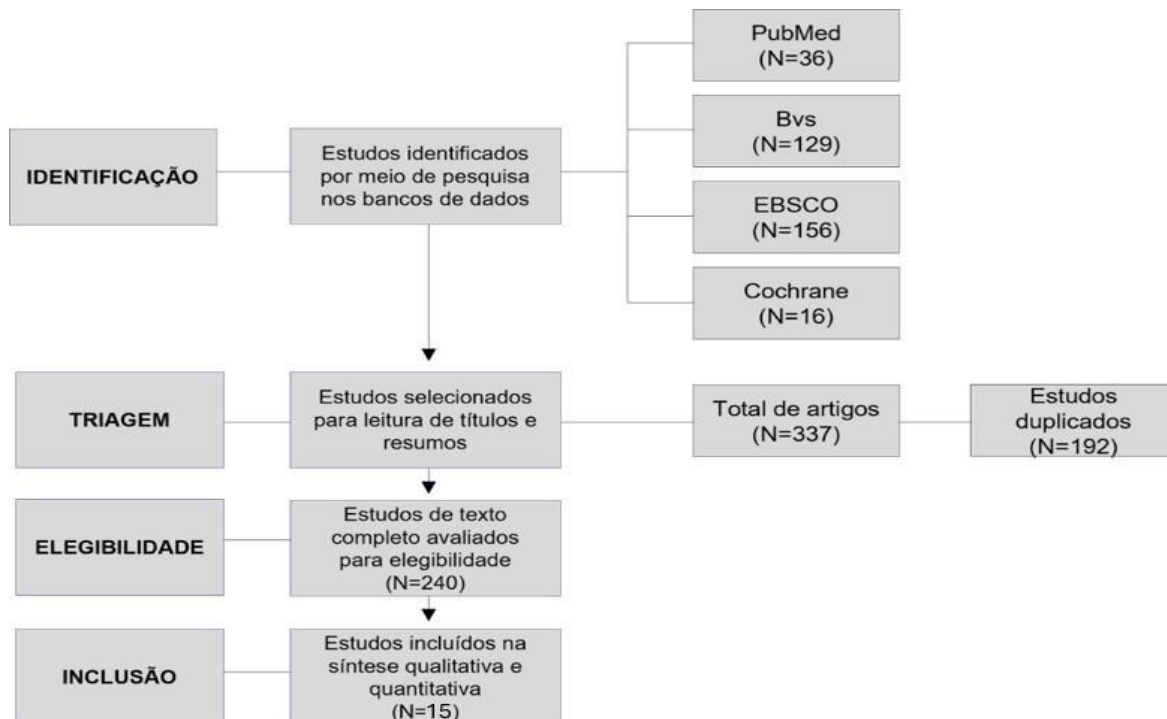 PubMed
(N=36)
Bvs
(N=129)
IDENTIFICAÇÃO
Estudos identificados
por meio de pesquisa
nos bancos de dados
EBSCO
(N=156)
Cochrane
(N=16)
TRIAGEM
Estudos selecionados
para leitura de títulos e
resumos
Total de artigos
(N=337)
Estudos
duplicados
(N=192)
ELEGIBILIDADE
Estudos de texto
completo avaliados
para elegibilidade
(N=240)
INCLUSÃO
Estudos incluídos na
síntese qualitativa e
quantitativa
(N=15)